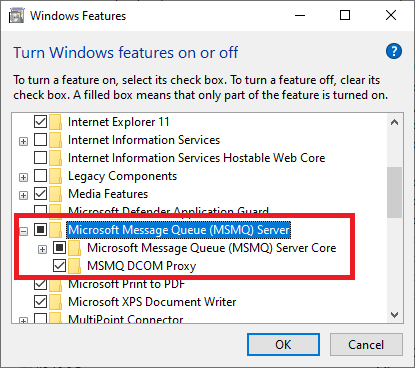 Windows Features
Turn Windows features on or off
To turn a feature on, select its check box. To turn a feature off, clear its
check box. A filled box means that only part of the feature is turned on.
Internet Explorer 11
Internet Information Services
Internet Information Services Hostable Web Core
Legacy Components
Media Features
Microsoft Defender Application Guard
Microsoft Message Queue (MSMQ) Server
Microsoft Message Queue (MSMQ) Server Core
MSMQ DCOM Proxy
Microsoft Print to PDF
Microsoft XPS Document Writer
MultiPoint Connector
OK Cancel